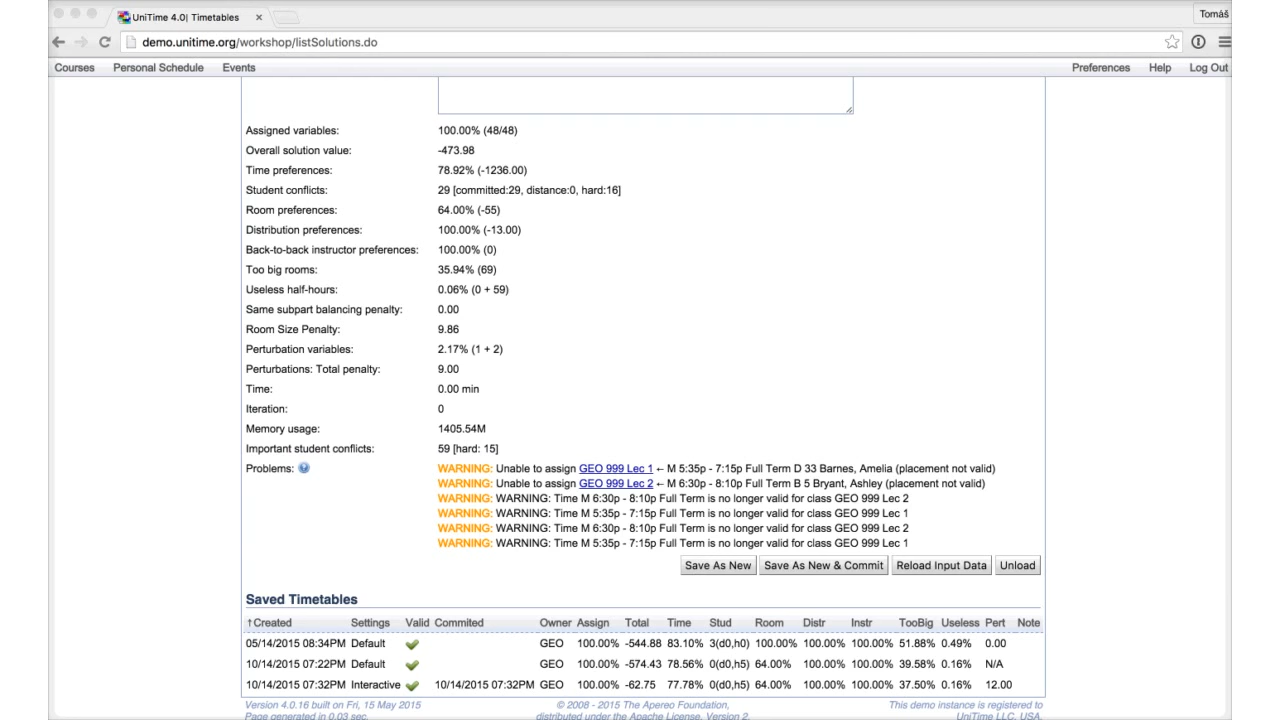 UniTime 4.0| Timetables ×
Tomáš
demo.unitime.org/workshop/listSolutions.do
Courses Personal Schedule Events Preferences Help Log Out
Assigned variables: 100.00% (48/48)
Overall solution value: -473.98
Time preferences: 78.92% (-1236.00)
Student conflicts: 29 [committed:29, distance:0, hard:16]
Room preferences: 64.00% (-55)
Distribution preferences: 100.00% (-13.00)
Back-to-back instructor preferences: 100.00% (0)
Too big rooms: 35.94% (69)
Useless half-hours: 0.06% (0 + 59)
Same subpart balancing penalty: 0.00
Room Size Penalty: 9.86
Perturbation variables: 2.17% (1 + 2)
Perturbations: Total penalty: 9.00
Time: 0.00 min
Iteration: 0
Memory usage: 1405.54M
Important student conflicts: 59 [hard: 15]
Problems: WARNING: Unable to assign GEO 999 Lec 1 ← M 5:35p - 7:15p Full Term D 33 Barnes, Amelia (placement not valid)
WARNING: Unable to assign GEO 999 Lec 2 ← M 6:30p - 8:10p Full Term B 5 Bryant, Ashley (placement not valid)
WARNING: WARNING: Time M 6:30p - 8:10p Full Term is no longer valid for class GEO 999 Lec 2
WARNING: WARNING: Time M 5:35p - 7:15p Full Term is no longer valid for class GEO 999 Lec 1
WARNING: WARNING: Time M 6:30p - 8:10p Full Term is no longer valid for class GEO 999 Lec 2
WARNING: WARNING: Time M 5:35p - 7:15p Full Term is no longer valid for class GEO 999 Lec 1
Save As New Save As New & Commit Reload Input Data Unload
Saved Timetables
↑Created Settings Valid Commited Owner Assign Total Time Stud Room Distr Instr TooBig Useless Pert Note
05/14/2015 08:34PM Default GEO 100.00% -544.88 83.10% 3(d0,h0) 100.00% 100.00% 100.00% 51.88% 0.49% 0.00
10/14/2015 07:22PM Default GEO 100.00% -574.43 78.56% 0(d0,h5) 64.00% 100.00% 100.00% 39.58% 0.16% N/A
10/14/2015 07:32PM Interactive 10/14/2015 07:32PM GEO 100.00% -62.75 77.78% 0(d0,h5) 64.00% 100.00% 100.00% 37.50% 0.16% 12.00
Version 4.0.16 built on Fri, 15 May 2015 © 2008 - 2015 The Apereo Foundation, This demo instance is registered to
Page generated in 0.03 sec. distributed under the Apache License, Version 2. UniTime LLC, USA.